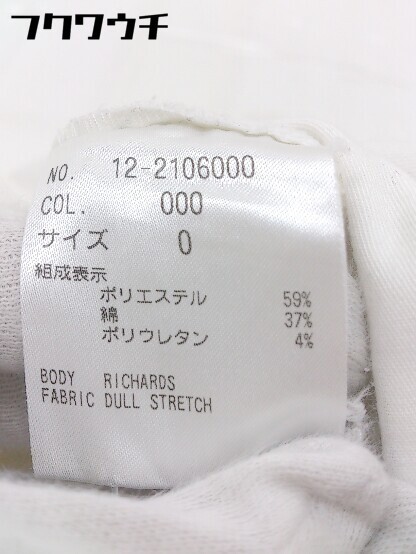 フクワウチ
NO. 12-2106000
COL. 000
サイズ 0
組成表示
ポリエステル 59%
綿 37%
ポリウレタン 4%
BODY RICHARDS
FABRIC DULL STRETCH